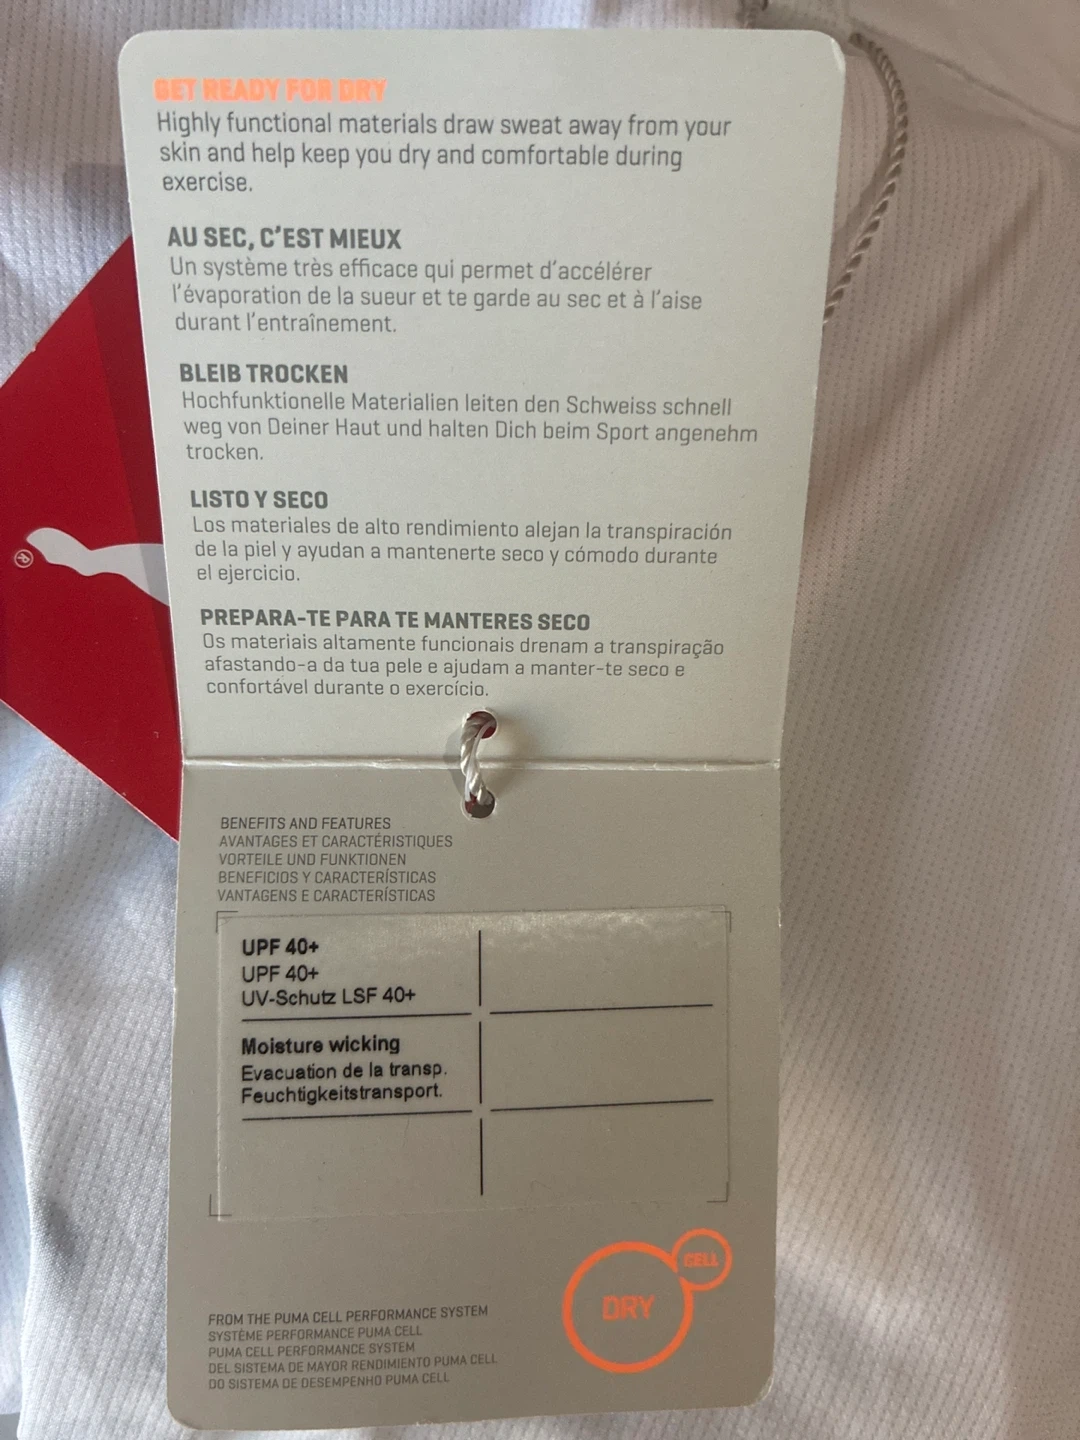 GET READY FOR DRY
Highly functional materials draw sweat away from your
skin and help keep you dry and comfortable during
exercise.
AU SEC, C'EST MIEUX
Un système très efficace qui permet d'accélérer
l'évaporation de la sueur et te garde au sec et à l'aise
durant l'entraînement.
BLEIB TROCKEN
Hochfunktionelle Materialien leiten den Schweiss schnell
weg von Deiner Haut und halten Dich beim Sport angenehm
trocken.
LISTO Y SECO
Los materiales de alto rendimiento alejan la transpiración
de la piel y ayudan a mantenerte seco y cómodo durante
el ejercicio.
PREPARA-TE PARA TE MANTERES SECO
Os materiais altamente funcionais drenam a transpiração
afastando-a da tua pele e ajudam a manter-te seco e
confortável durante o exercício.
®
BENEFITS AND FEATURES
AVANTAGES ET CARACTÉRISTIQUES
VORTEILE UND FUNKTIONEN
BENEFICIOS Y CARACTERÍSTICAS
VANTAGENS E CARACTERÍSTICAS
UPF 40+
UPF 40+
UV-Schutz LSF 40+
Moisture wicking
Evacuation de la transp.
Feuchtigkeitstransport.
CELL
DRY
FROM THE PUMA CELL PERFORMANCE SYSTEM
SYSTÈME PERFORMANCE PUMA CELL
PUMA CELL PERFORMANCE SYSTEM
DEL SISTEMA DE MAYOR RENDIMIENTO PUMA CELL
DO SISTEMA DE DESEMPENHO PUMA CELL